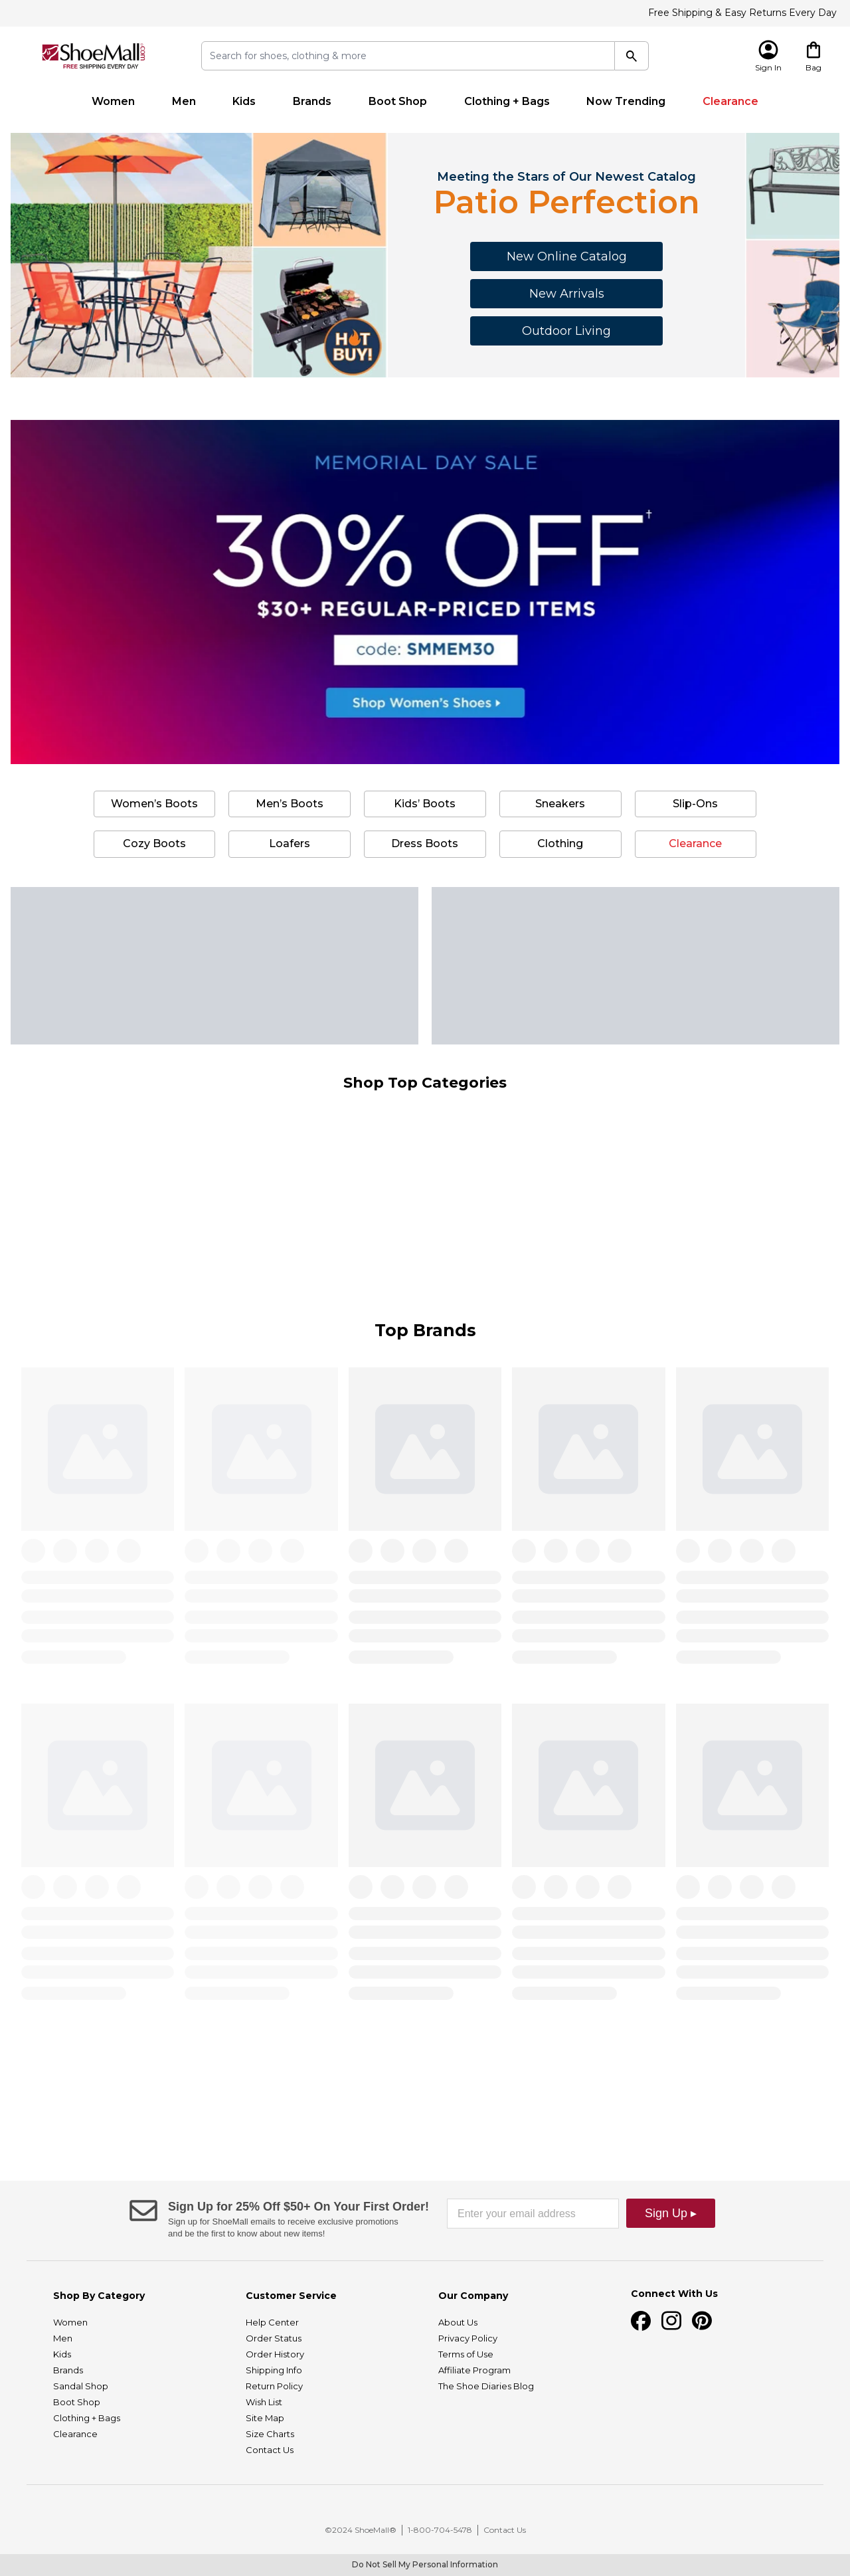 Free Shipping & Easy Returns Every Day
ShoeMall.com
FREE SHIPPING EVERY DAY
Search for shoes, clothing & more
Sign In
Bag
Women Men Kids Brands Boot Shop Clothing + Bags Now Trending Clearance
Meeting the Stars of Our Newest Catalog
Patio Perfection
New Online Catalog
New Arrivals
Outdoor Living
HOT
BUY!
MEMORIAL DAY SALE
30% OFF†
$30+ REGULAR-PRICED ITEMS
code: SMMEM30
Shop Women's Shoes ▸
Women's Boots Men's Boots Kids' Boots Sneakers Slip-Ons
Cozy Boots Loafers Dress Boots Clothing Clearance
Shop Top Categories
Top Brands
Sign Up for 25% Off $50+ On Your First Order!
Sign up for ShoeMall emails to receive exclusive promotions
and be the first to know about new items!
Enter your email address
Sign Up ▸
Shop By Category
Women
Men
Kids
Brands
Sandal Shop
Boot Shop
Clothing + Bags
Clearance
Customer Service
Help Center
Order Status
Order History
Shipping Info
Return Policy
Wish List
Site Map
Size Charts
Contact Us
Our Company
About Us
Privacy Policy
Terms of Use
Affiliate Program
The Shoe Diaries Blog
Connect With Us
©2024 ShoeMall® | 1-800-704-5478 | Contact Us
Do Not Sell My Personal Information